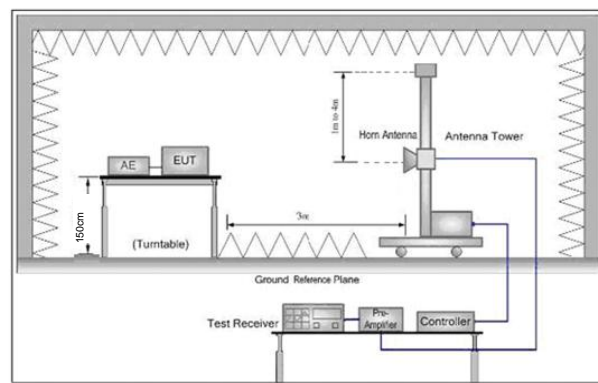 1m to 4m
Horn Antenna
Antenna Tower
AE
EUT
150cm
(Turntable)
3m
Ground Reference Plane
Test Receiver
Pre-
Amplifier
Controller